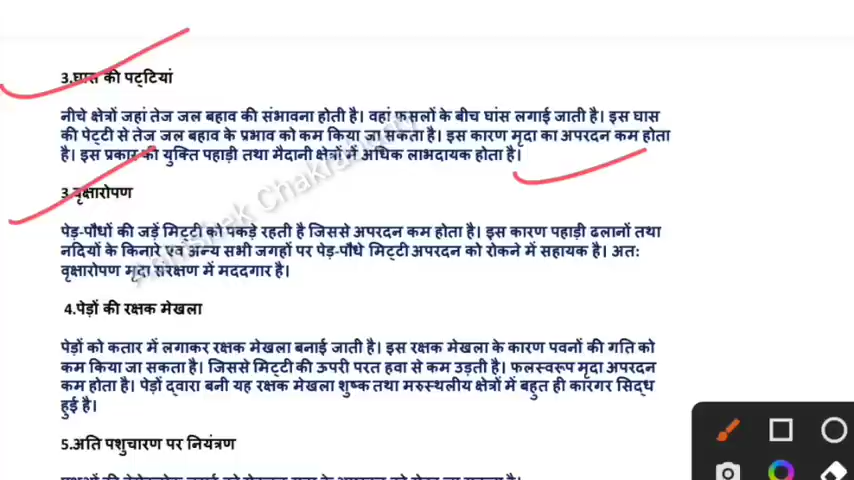 3.घास की पट्टियां
नीचे क्षेत्रों जहां तेज जल बहाव की संभावना होती है। वहां फसलों के बीच घांस लगाई जाती है। इस घास
की पेट्टी से तेज जल बहाव के प्रभाव को कम किया जा सकता है। इस कारण मृदा का अपरदन कम होता
है। इस प्रकार की युक्ति पहाड़ी तथा मैदानी क्षेत्रों में अधिक लाभदायक होता है।
3.वृक्षारोपण
पेड़-पौधों की जड़ें मिट्टी को पकड़े रहती है जिससे अपरदन कम होता है। इस कारण पहाड़ी ढलानों तथा
नदियों के किनारे एवं अन्य सभी जगहों पर पेड़-पौधे मिट्टी अपरदन को रोकने में सहायक है। अतः
वृक्षारोपण मृदा संरक्षण में मददगार है।
4.पेड़ों की रक्षक मेखला
पेड़ों को कतार में लगाकर रक्षक मेखला बनाई जाती है। इस रक्षक मेखला के कारण पवनों की गति को
कम किया जा सकता है। जिससे मिट्टी की ऊपरी परत हवा से कम उड़ती है। फलस्वरूप मृदा अपरदन
कम होता है। पेड़ों द्वारा बनी यह रक्षक मेखला शुष्क तथा मरुस्थलीय क्षेत्रों में बहुत ही कारगर सिद्ध
हुई है।
5.अति पशुचारण पर नियंत्रण